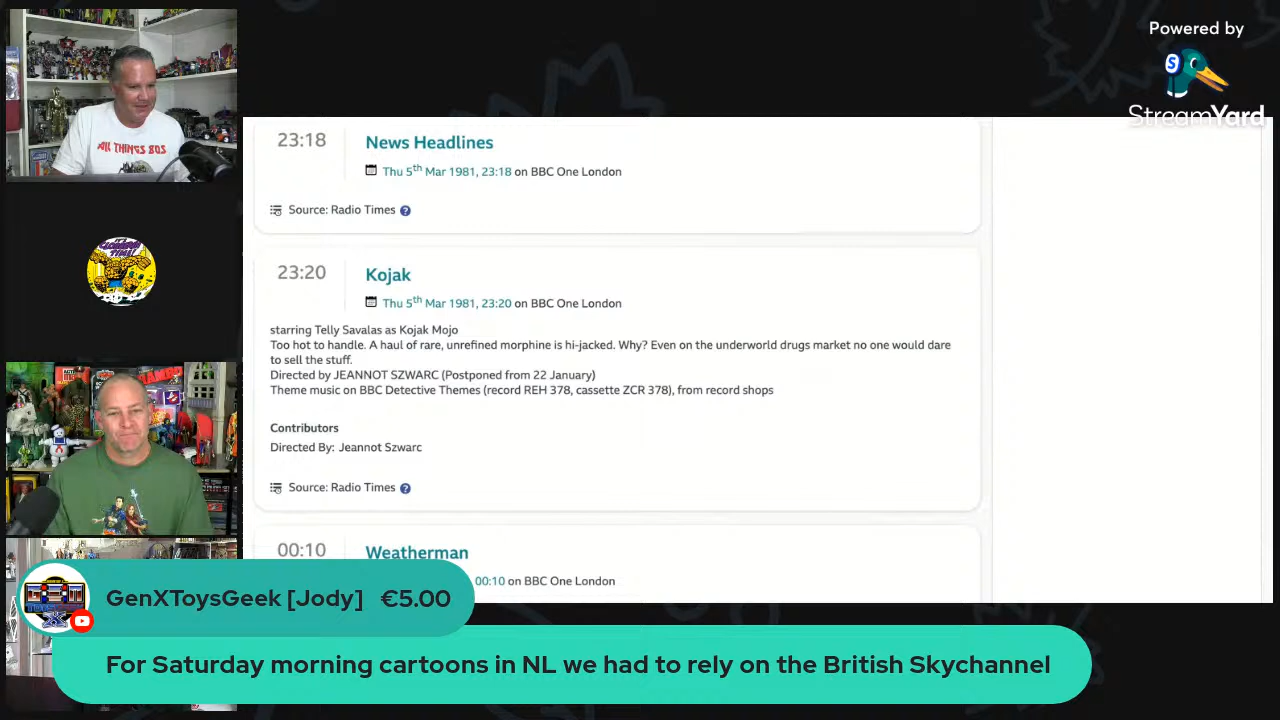 Powered by
StreamYard
ALL THINGS 80S
23:18
News Headlines
Thu 5th Mar 1981, 23:18 on BBC One London
Source: Radio Times ?
23:20
Kojak
Thu 5th Mar 1981, 23:20 on BBC One London
starring Telly Savalas as Kojak Mojo
Too hot to handle. A haul of rare, unrefined morphine is hi-jacked. Why? Even on the underworld drugs market no one would dare
to sell the stuff.
Directed by JEANNOT SZWARC (Postponed from 22 January)
Theme music on BBC Detective Themes (record REH 378, cassette ZCR 378), from record shops
Contributors
Directed By: Jeannot Szwarc
Source: Radio Times ?
00:10
Weatherman
00:10 on BBC One London
GenXToysGeek [Jody] €5.00
For Saturday morning cartoons in NL we had to rely on the British Skychannel